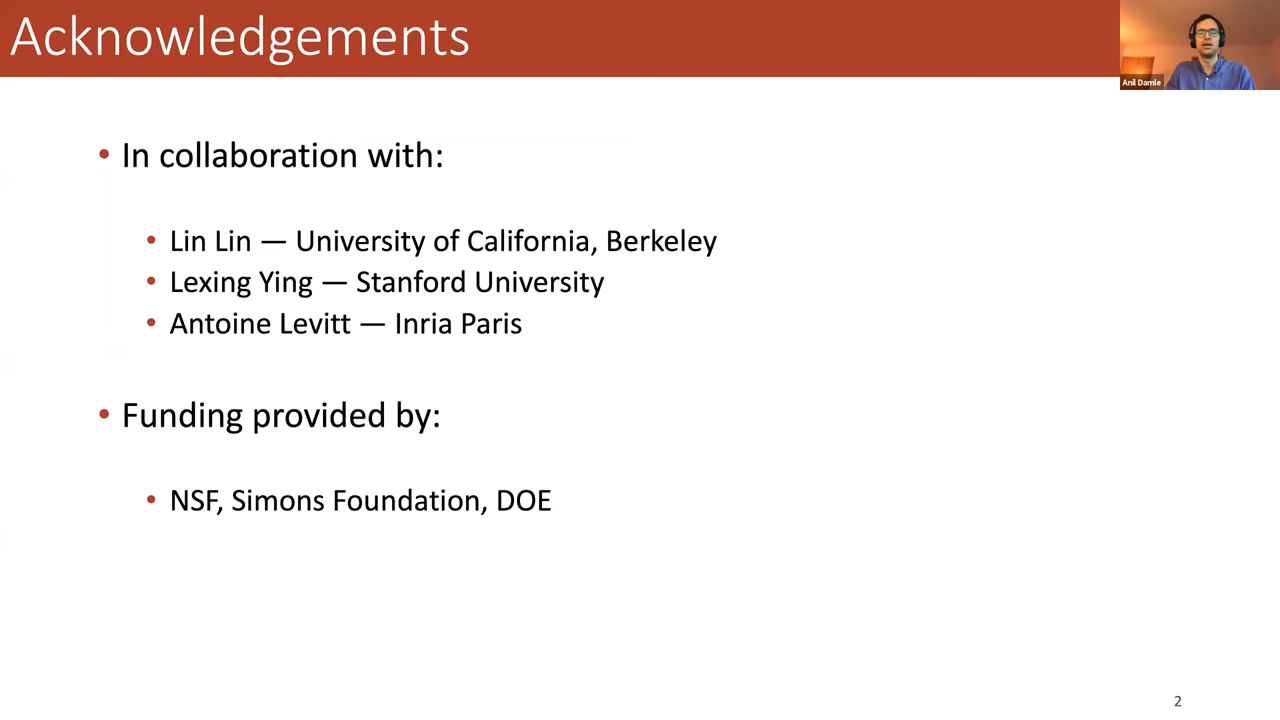 Acknowledgements
Anil Damle
• In collaboration with:
• Lin Lin — University of California, Berkeley
• Lexing Ying — Stanford University
• Antoine Levitt — Inria Paris
• Funding provided by:
• NSF, Simons Foundation, DOE
2